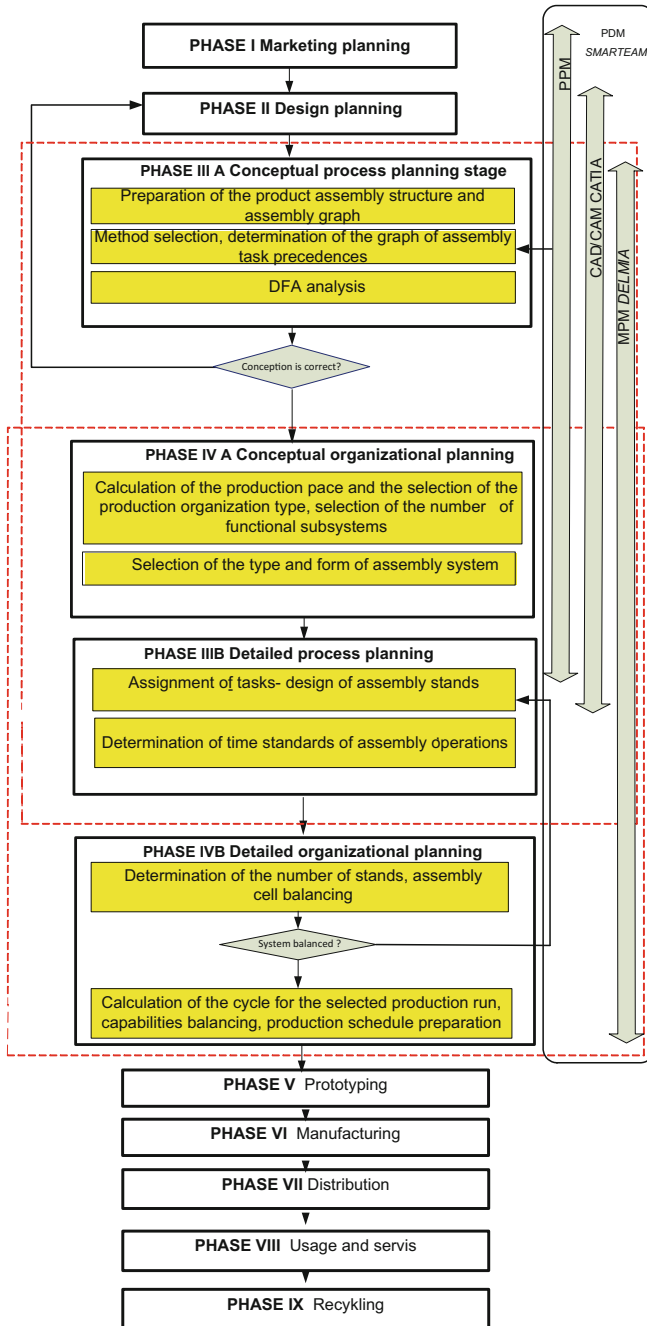 PHASE I Marketing planning
PHASE II Design planning
PHASE III A Conceptual process planning stage
Preparation of the product assembly structure and
assembly graph
Method selection, determination of the graph of assembly
task precedences
DFA analysis
Conception is correct?
PHASE IV A Conceptual organizational planning
Calculation of the production pace and the selection of the
production organization type, selection of the number of
functional subsystems
Selection of the type and form of assembly system
PHASE IIIB Detailed process planning
Assignment of tasks- design of assembly stands
Determination of time standards of assembly operations
PHASE IVB Detailed organizational planning
Determination of the number of stands, assembly
cell balancing
System balanced ?
Calculation of the cycle for the selected production run,
capabilities balancing, production schedule preparation
PHASE V Prototyping
PHASE VI Manufacturing
PHASE VII Distribution
PHASE VIII Usage and servis
PHASE IX Recykling
PDM
SMARTEAM
PPM
CAD/CAM CATIA
MPM DELMIA